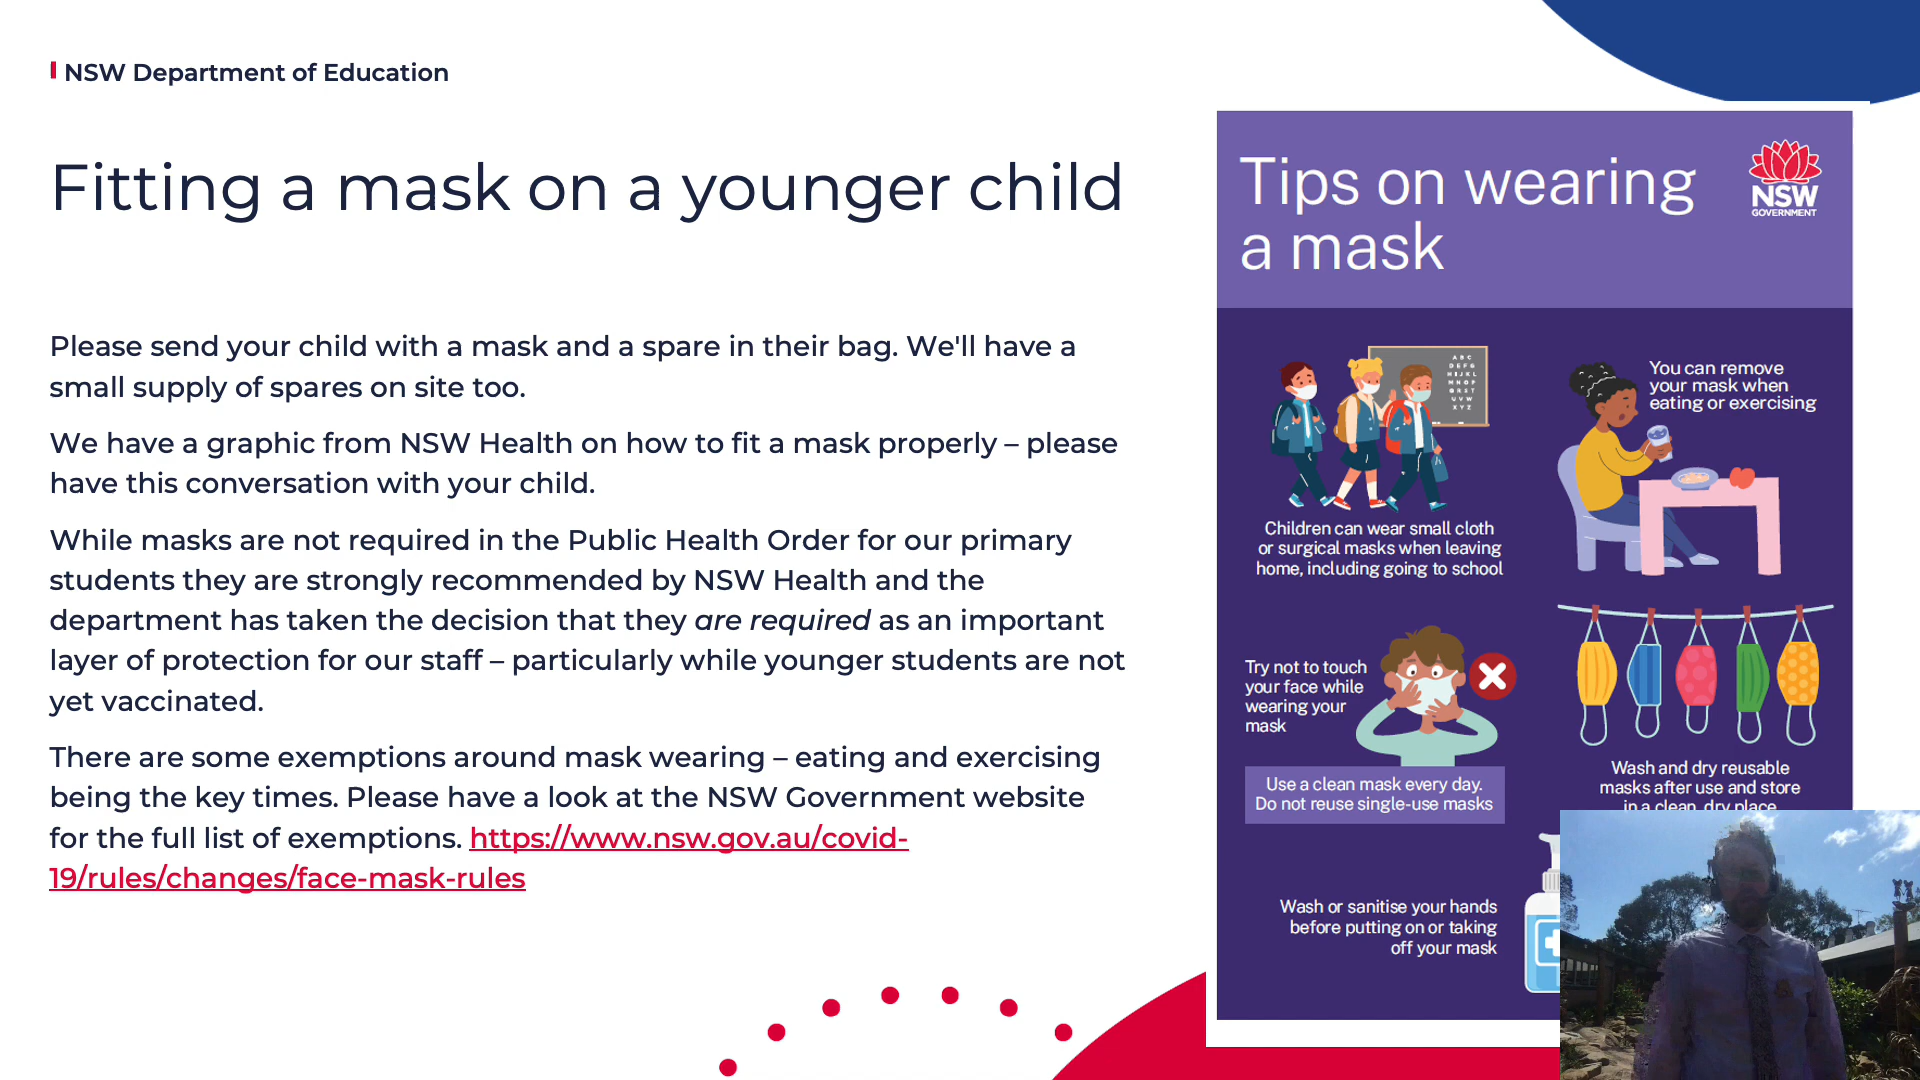 NSW Department of Education
Fitting a mask on a younger child
Please send your child with a mask and a spare in their bag. We'll have a
small supply of spares on site too.
We have a graphic from NSW Health on how to fit a mask properly – please
have this conversation with your child.
While masks are not required in the Public Health Order for our primary
students they are strongly recommended by NSW Health and the
department has taken the decision that they are required as an important
layer of protection for our staff – particularly while younger students are not
yet vaccinated.
There are some exemptions around mask wearing – eating and exercising
being the key times. Please have a look at the NSW Government website
for the full list of exemptions. https://www.nsw.gov.au/covid-
19/rules/changes/face-mask-rules
Tips on wearing
a mask
NSW
GOVERNMENT
A B C
D E F G
H I J K L
M N O P
Q R S T
U V W
X Y Z
Children can wear small cloth
or surgical masks when leaving
home, including going to school
You can remove
your mask when
eating or exercising
Try not to touch
your face while
wearing your
mask
Use a clean mask every day.
Do not reuse single-use masks
Wash and dry reusable
masks after use and store
in a clean, dry place
Wash or sanitise your hands
before putting on or taking
off your mask